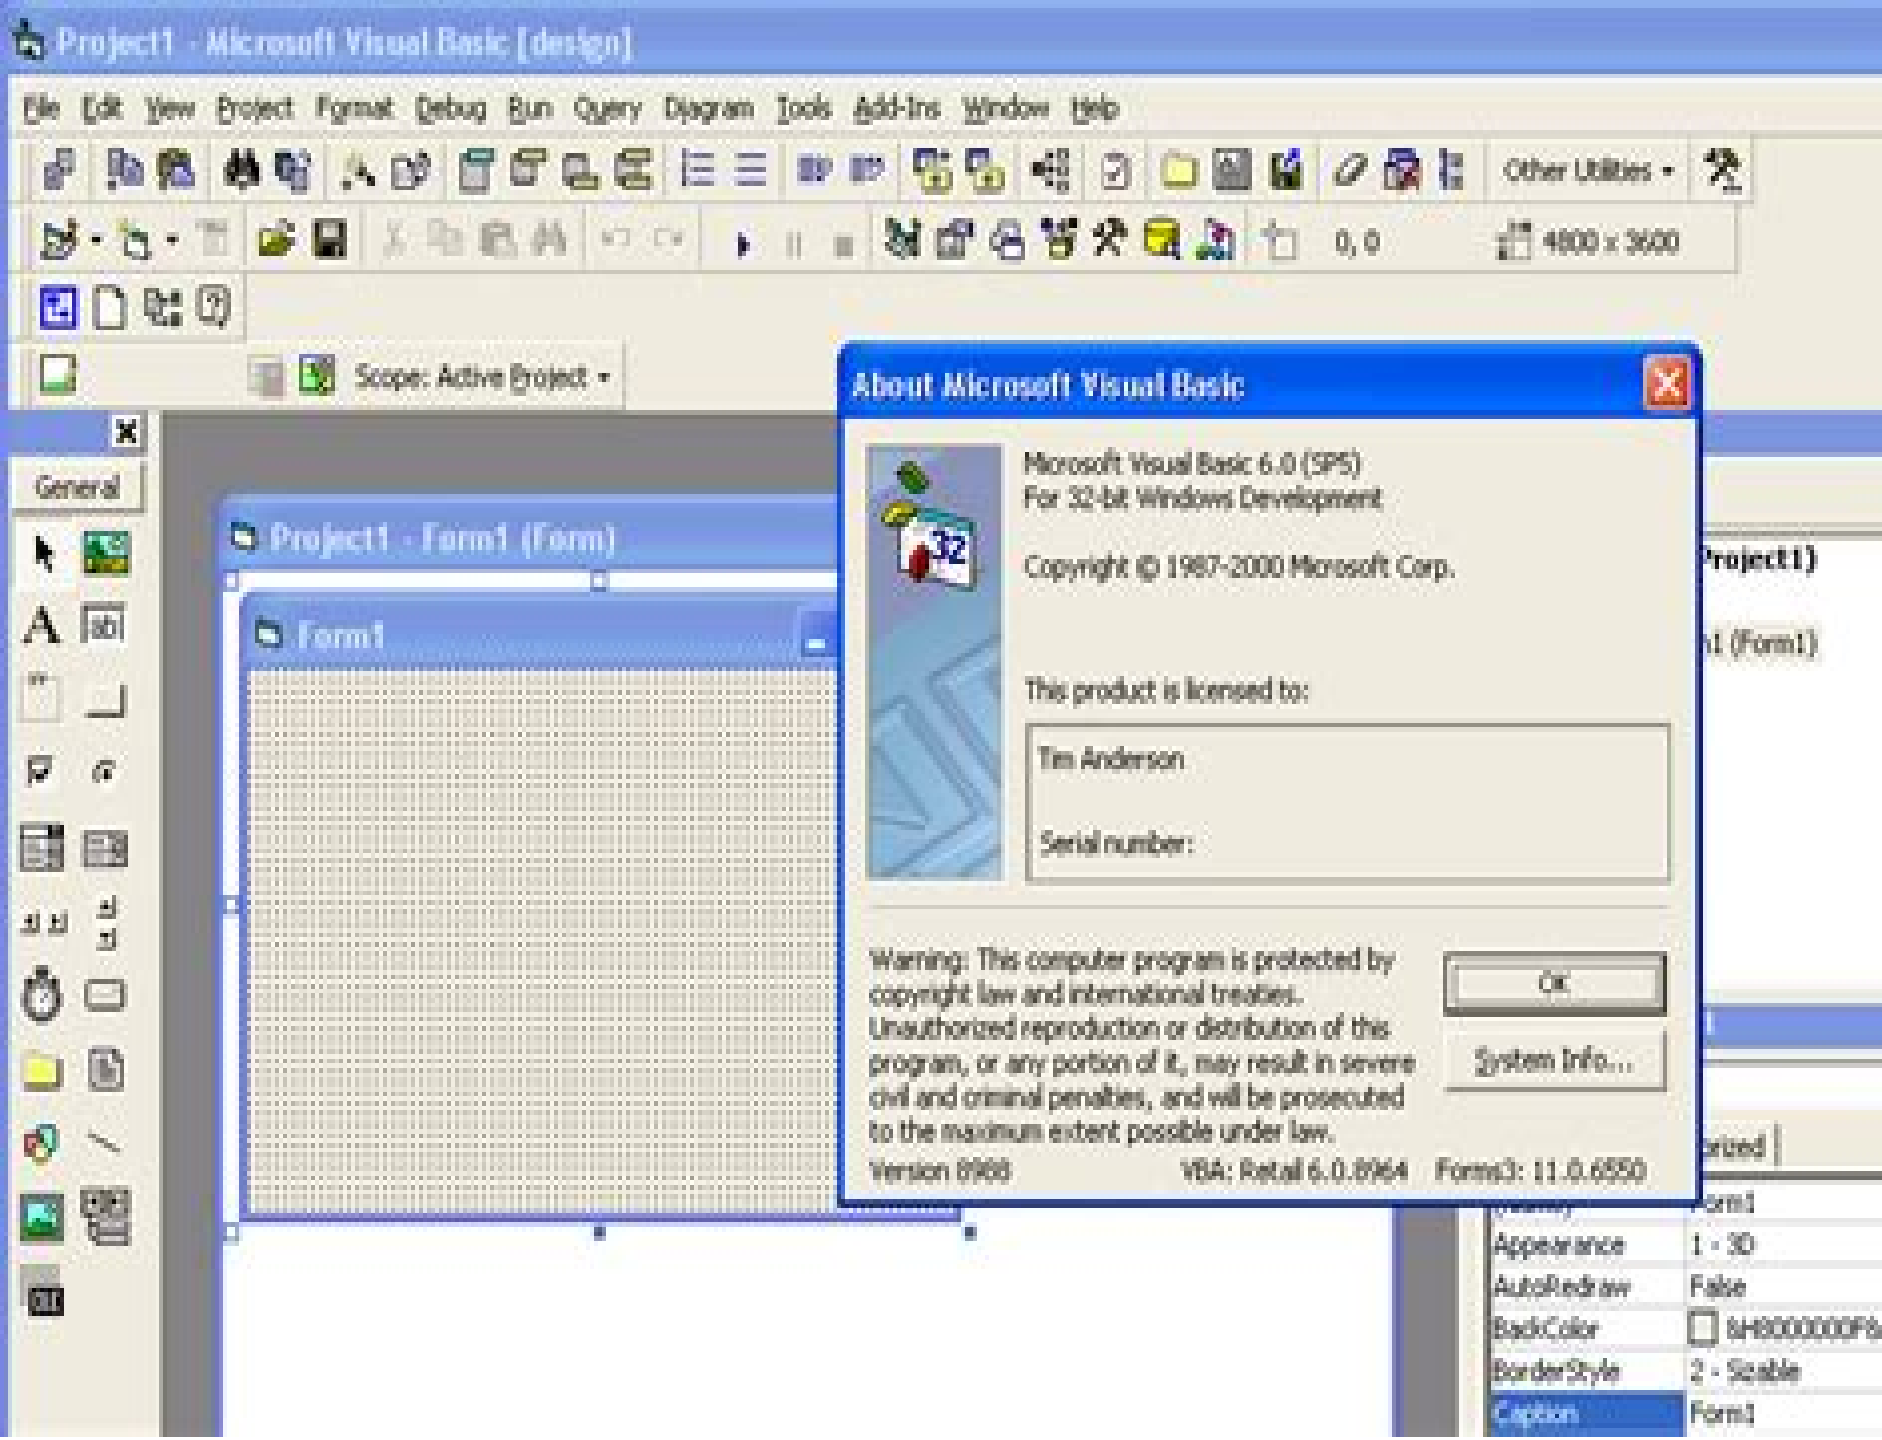 Project1 - Microsoft Visual Basic [design]
File Edit View Project Format Debug Run Query Diagram Tools Add-Ins Window Help
Other Utilities
0, 0
4800 x 3600
Scope: Active Project
About Microsoft Visual Basic
General
Microsoft Visual Basic 6.0 (SP5)
For 32-bit Windows Development
Project1 - Form1 (Form)
32
Copyright © 1987-2000 Microsoft Corp.
Project1)
Form1
(Form1)
This product is licensed to:
Tim Anderson
Serial number:
Warning: This computer program is protected by
copyright law and international treaties.
Unauthorized reproduction or distribution of this
program, or any portion of it, may result in severe
civil and criminal penalties, and will be prosecuted
to the maximum extent possible under law.
OK
System Info...
Version 8988 VBA: Retail 6.0.8964 Forms3: 11.0.6550
Form1
Appearance 1 - 3D
AutoRedraw False
BackColor &H8000000F&
BorderStyle 2 - Sizable
Caption Form1